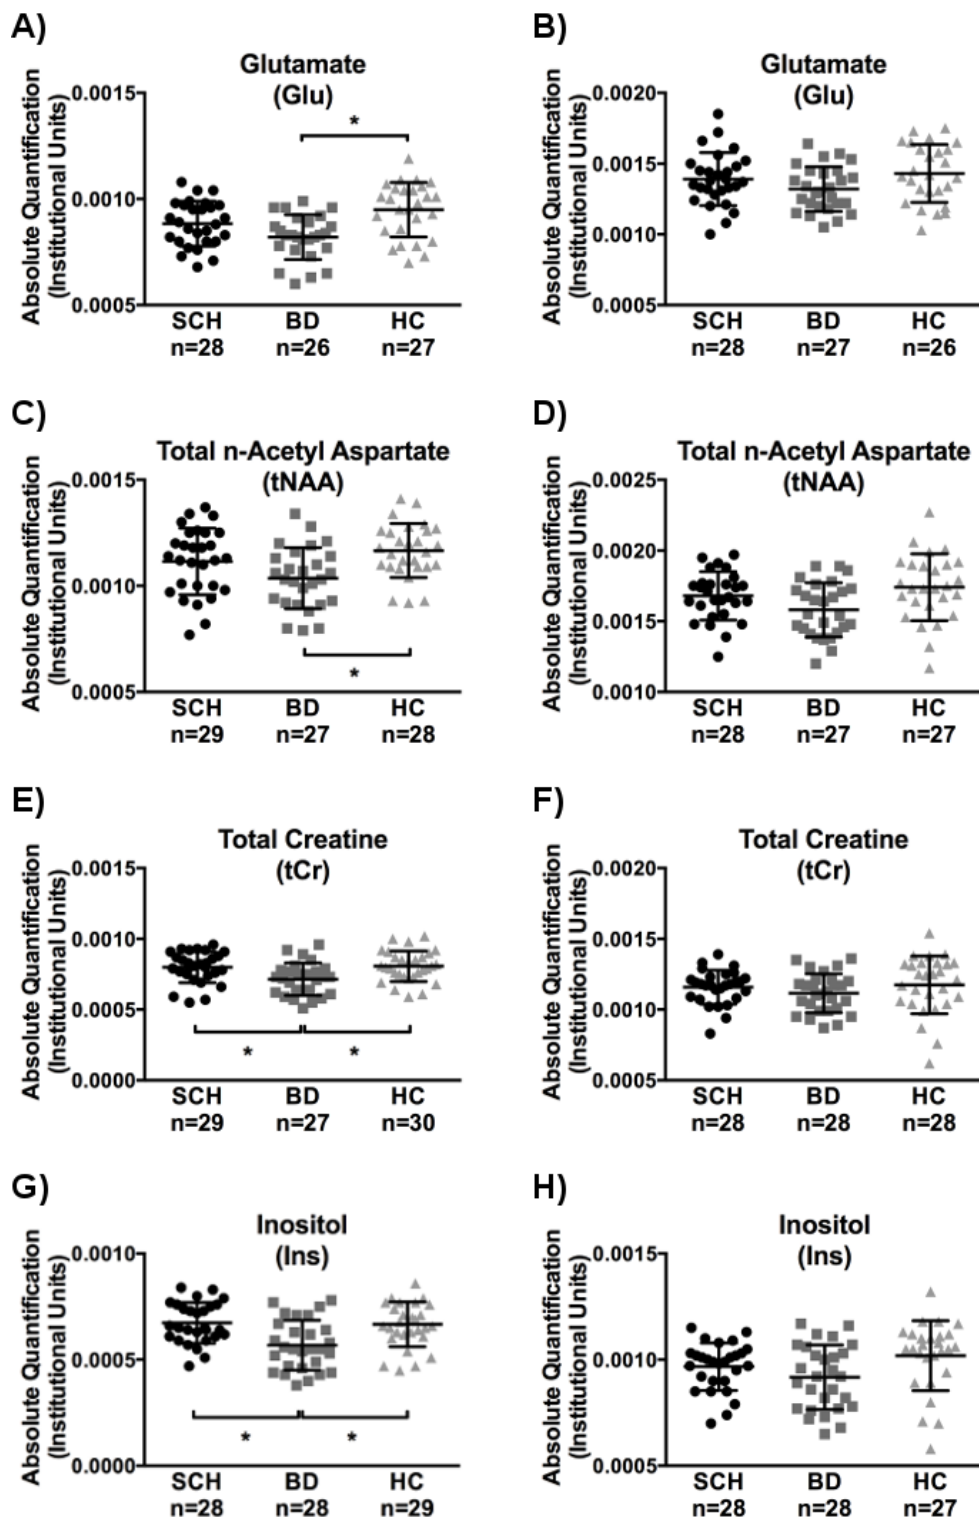 A)
Glutamate
(Glu)
Absolute Quantification
(Institutional Units)
0.0015
0.0010
0.0005
*
SCH BD HC
n=28 n=26 n=27
B)
Glutamate
(Glu)
Absolute Quantification
(Institutional Units)
0.0020
0.0015
0.0010
0.0005
SCH BD HC
n=28 n=27 n=26
C)
Total n-Acetyl Aspartate
(tNAA)
Absolute Quantification
(Institutional Units)
0.0015
0.0010
0.0005
*
SCH BD HC
n=29 n=27 n=28
D)
Total n-Acetyl Aspartate
(tNAA)
Absolute Quantification
(Institutional Units)
0.0025
0.0020
0.0015
0.0010
SCH BD HC
n=28 n=27 n=27
E)
Total Creatine
(tCr)
Absolute Quantification
(Institutional Units)
0.0015
0.0010
0.0005
0.0000
* *
SCH BD HC
n=29 n=27 n=30
F)
Total Creatine
(tCr)
Absolute Quantification
(Institutional Units)
0.0020
0.0015
0.0010
0.0005
SCH BD HC
n=28 n=28 n=28
G)
Inositol
(Ins)
Absolute Quantification
(Institutional Units)
0.0010
0.0005
0.0000
* *
SCH BD HC
n=28 n=28 n=29
H)
Inositol
(Ins)
Absolute Quantification
(Institutional Units)
0.0015
0.0010
0.0005
SCH BD HC
n=28 n=28 n=27